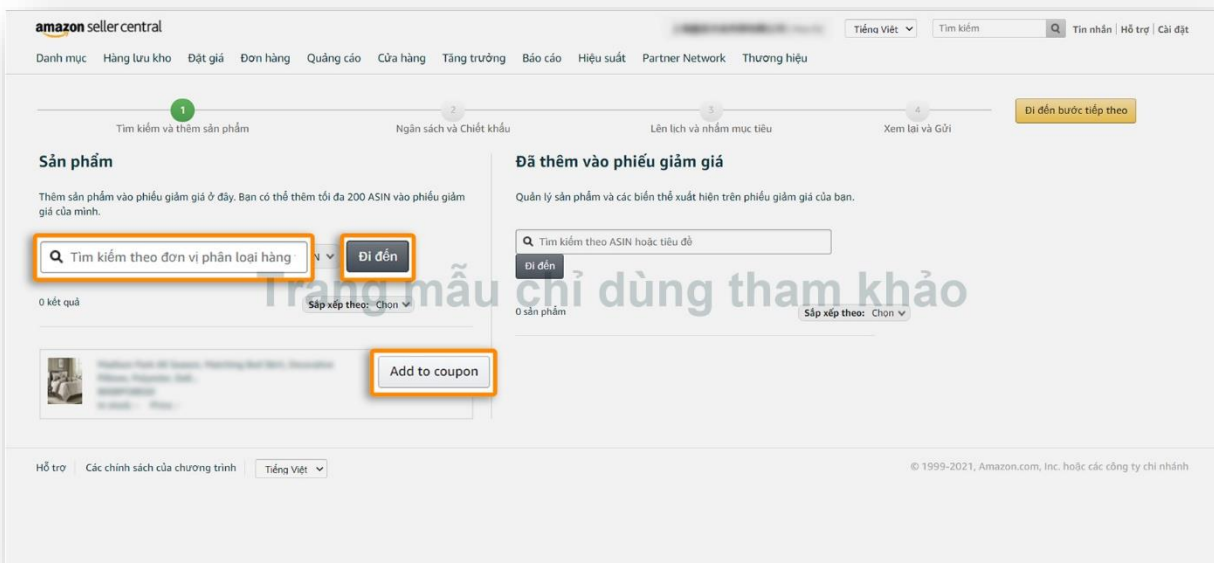 amazon seller central
Tiếng Việt
Tìm kiếm
Tin nhắn | Hỗ trợ | Cài đặt
Danh mục Hàng lưu kho Đặt giá Đơn hàng Quảng cáo Cửa hàng Tăng trưởng Báo cáo Hiệu suất Partner Network Thương hiệu
1 2 3 4
Tìm kiếm và thêm sản phẩm Ngân sách và Chiết khấu Lên lịch và nhắm mục tiêu Xem lại và Gửi
Đi đến bước tiếp theo
Sản phẩm
Thêm sản phẩm vào phiếu giảm giá ở đây. Bạn có thể thêm tối đa 200 ASIN vào phiếu giảm
giá của mình.
Tìm kiếm theo đơn vị phân loại hàng
N
Đi đến
0 kết quả
Sắp xếp theo: Chọn
Add to coupon
Đã thêm vào phiếu giảm giá
Quản lý sản phẩm và các biến thể xuất hiện trên phiếu giảm giá của bạn.
Tìm kiếm theo ASIN hoặc tiêu đề
Đi đến
0 sản phẩm
Sắp xếp theo: Chọn
Trang mẫu chỉ dùng tham khảo
Hỗ trợ Các chính sách của chương trình Tiếng Việt
© 1999-2021, Amazon.com, Inc. hoặc các công ty chi nhánh